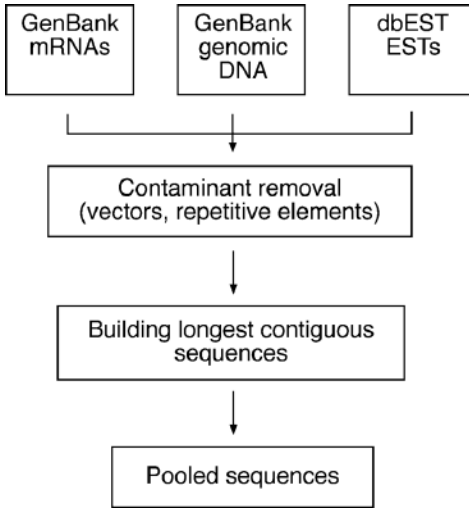 GenBank
mRNAs
GenBank
genomic
DNA
dbEST
ESTs
Contaminant removal
(vectors, repetitive elements)
Building longest contiguous
sequences
Pooled sequences